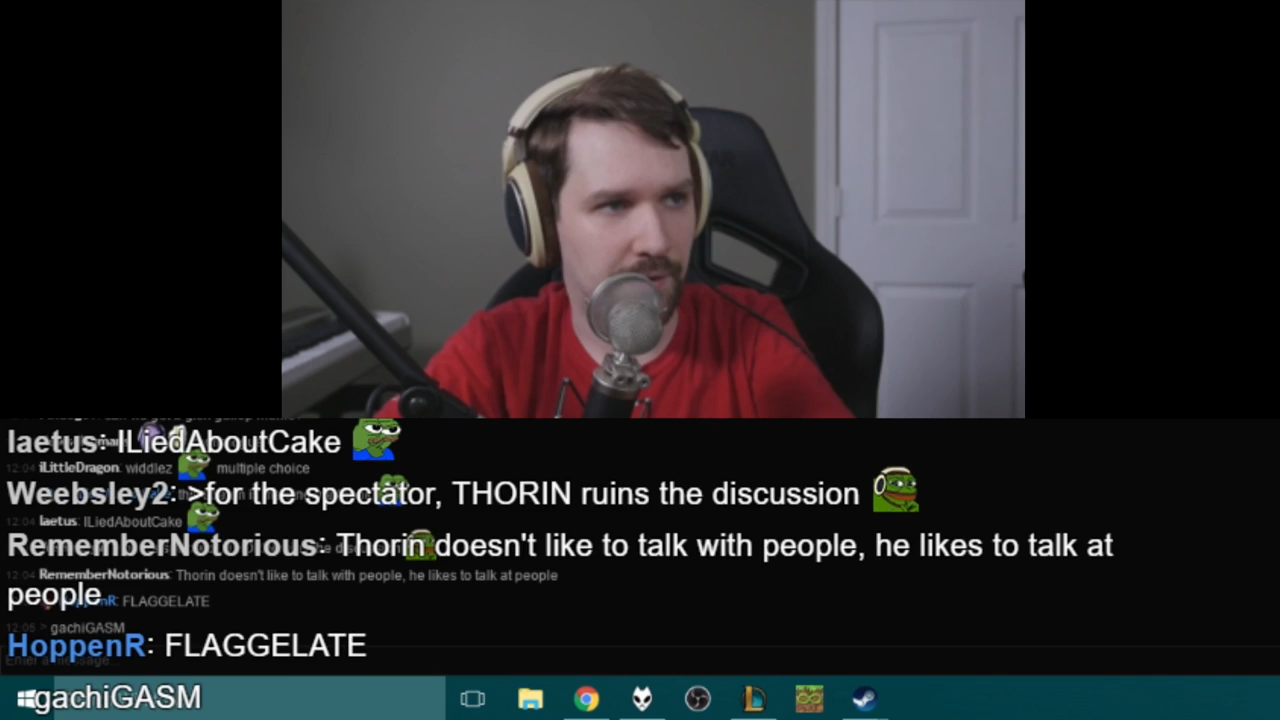 laetus: ILiedAboutCake
12:04 iLittleDragon: widdlez multiple choice
Weebsley2: >for the spectator, THORIN ruins the discussion
12:04 laetus: ILiedAboutCake
RememberNotorious: Thorin doesn't like to talk with people, he likes to talk at
12:04 RememberNotorious: Thorin doesn't like to talk with people, he likes to talk at people
people
HoppenR: FLAGGELATE
12:05 > gachiGASM
HoppenR: FLAGGELATE
Enter a message...
gachiGASM